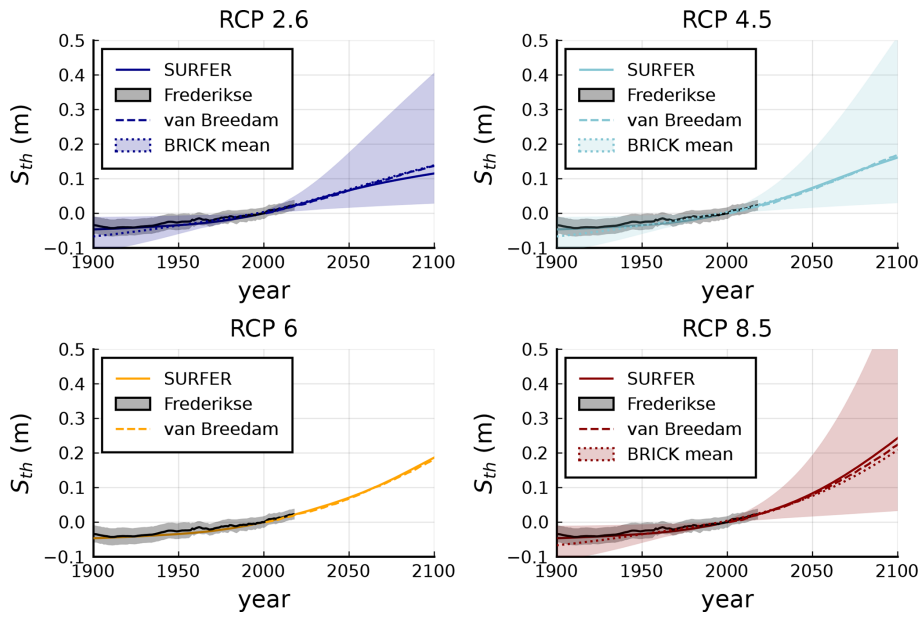 RCP 2.6
RCP 4.5
0.5
0.4
0.3
0.2
0.1
0.0
−0.1
S_th (m)
SURFER
Frederikse
van Breedam
BRICK mean
1900
1950
2000
2050
2100
year
0.5
0.4
0.3
0.2
0.1
0.0
−0.1
S_th (m)
SURFER
Frederikse
van Breedam
BRICK mean
1900
1950
2000
2050
2100
year
RCP 6
RCP 8.5
0.5
0.4
0.3
0.2
0.1
0.0
−0.1
S_th (m)
SURFER
Frederikse
van Breedam
1900
1950
2000
2050
2100
year
0.5
0.4
0.3
0.2
0.1
0.0
−0.1
S_th (m)
SURFER
Frederikse
van Breedam
BRICK mean
1900
1950
2000
2050
2100
year